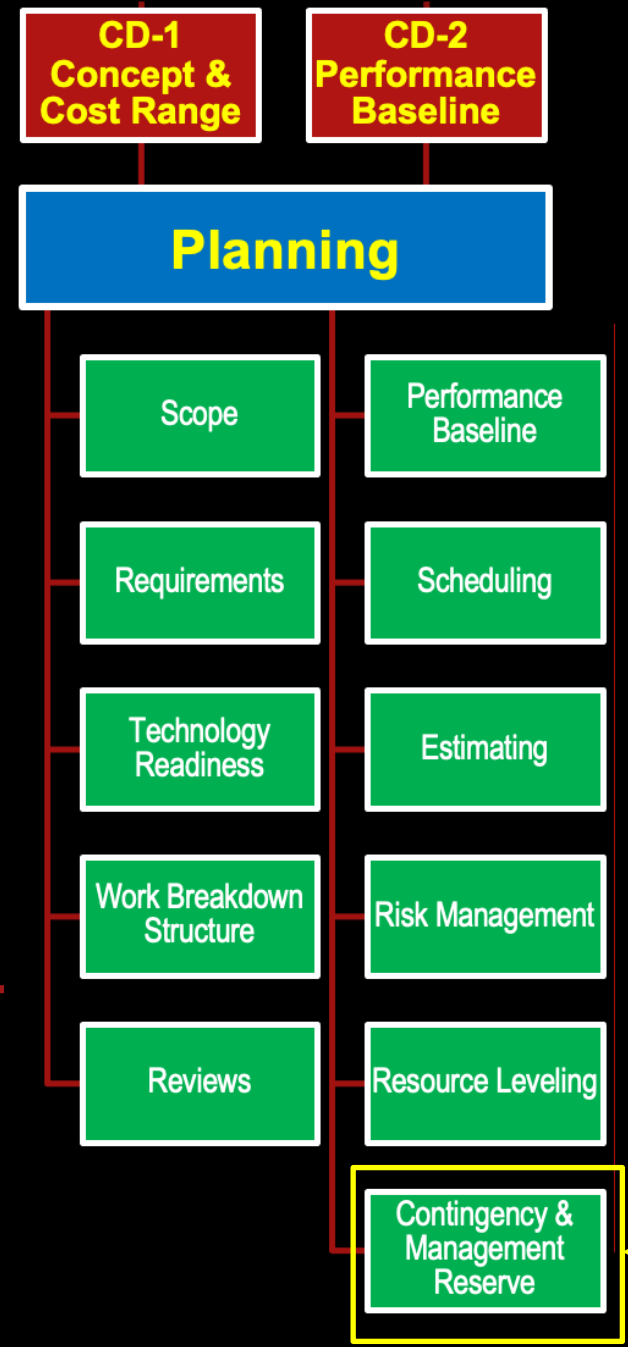 CD-1
Concept &
Cost Range
CD-2
Performance
Baseline
Planning
Scope
Performance
Baseline
Requirements
Scheduling
Technology
Readiness
Estimating
Work Breakdown
Structure
Risk Management
Reviews
Resource Leveling
Contingency &
Management
Reserve